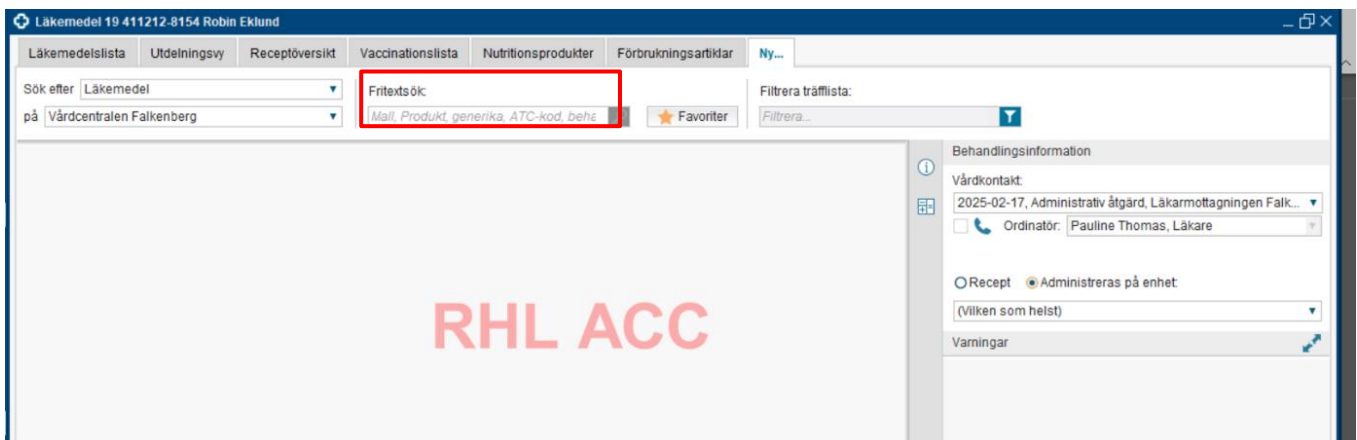 Läkemedel 19 411212-8154 Robin Eklund
Läkemedelslista Utdelningsvy Receptöversikt Vaccinationslista Nutritionsprodukter Förbrukningsartiklar Ny...
Sök efter Läkemedel
på Vårdcentralen Falkenberg
Fritextsök:
Mall, Produkt, generika, ATC-kod, beha
Favoriter
Filtrera träfflista:
Filtrera...
Behandlingsinformation
Vårdkontakt:
2025-02-17, Administrativ åtgärd, Läkarmottagningen Falk...
Ordinatör: Pauline Thomas, Läkare
Recept Administreras på enhet:
(Vilken som helst)
Varningar
RHL ACC